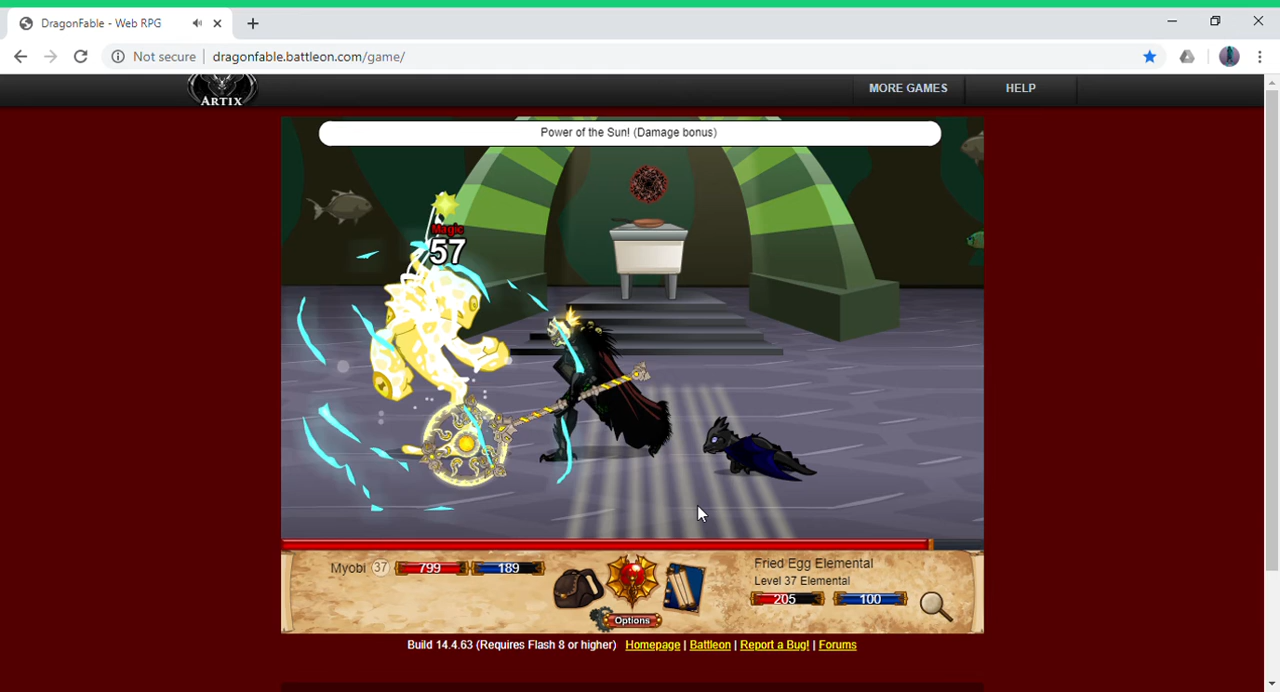 DragonFable - Web RPG
Not secure
dragonfable.battleon.com/game/
ARTIX
MORE GAMES
HELP
Power of the Sun! (Damage bonus)
Magic
57
Myobi 37 799 189
Options
Fried Egg Elemental
Level 37 Elemental
205 100
Build 14.4.63 (Requires Flash 8 or higher) Homepage | Battleon | Report a Bug! | Forums